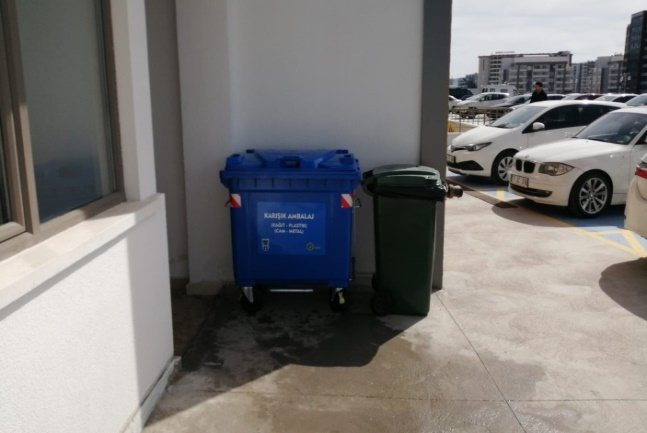 KARIŞIK AMBALAJ
(KAĞIT - PLASTİK)
(CAM - METAL)